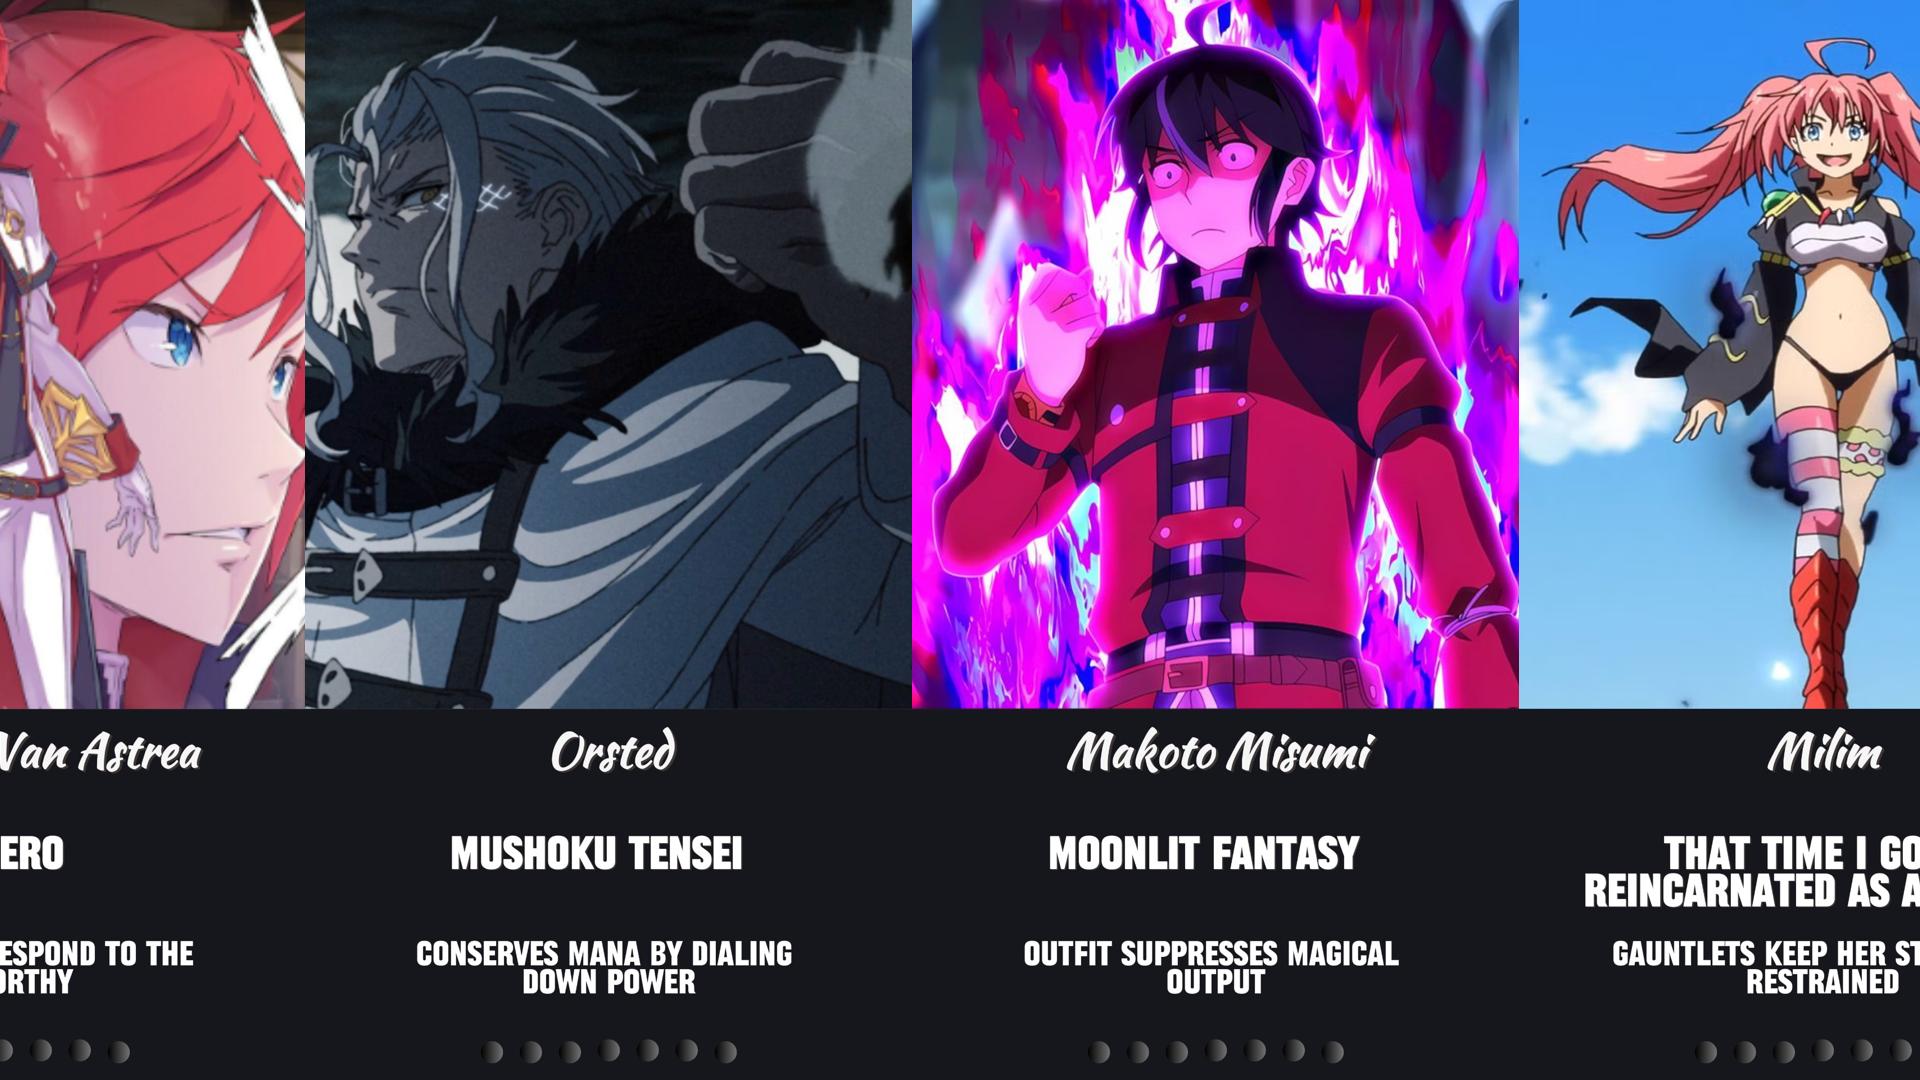 Van Astrea
ERO
ESPOND TO THE
ORTHY
Orsted
MUSHOKU TENSEI
CONSERVES MANA BY DIALING
DOWN POWER
Makoto Misumi
MOONLIT FANTASY
OUTFIT SUPPRESSES MAGICAL
OUTPUT
Milim
THAT TIME I GO
REINCARNATED AS A
GAUNTLETS KEEP HER ST
RESTRAINED